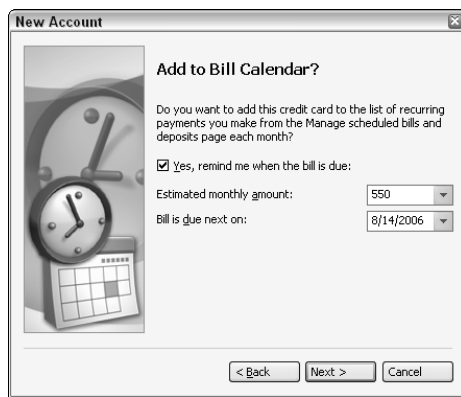 New Account
Add to Bill Calendar?
Do you want to add this credit card to the list of recurring
payments you make from the Manage scheduled bills and
deposits page each month?
Yes, remind me when the bill is due:
Estimated monthly amount: 550
Bill is due next on: 8/14/2006
< Back Next > Cancel